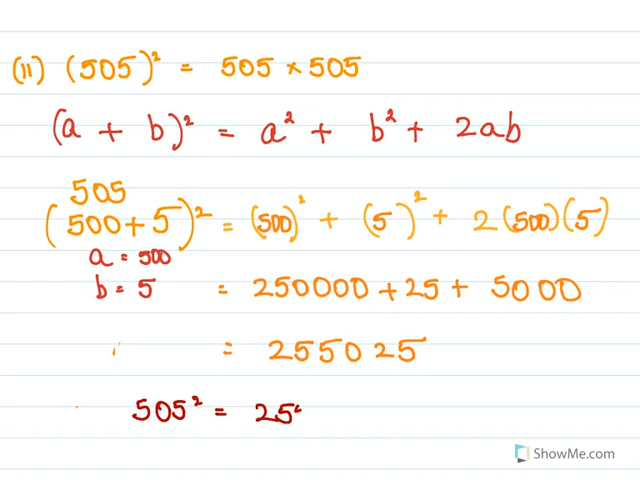 (11) (505)² = 505 × 505
(a + b)² = a² + b² + 2ab
505
(500 + 5)² = (500)² + (5)² + 2(500)(5)
a = 500
b = 5 = 250000 + 25 + 5000
= 255025
505² = 25
ShowMe.com